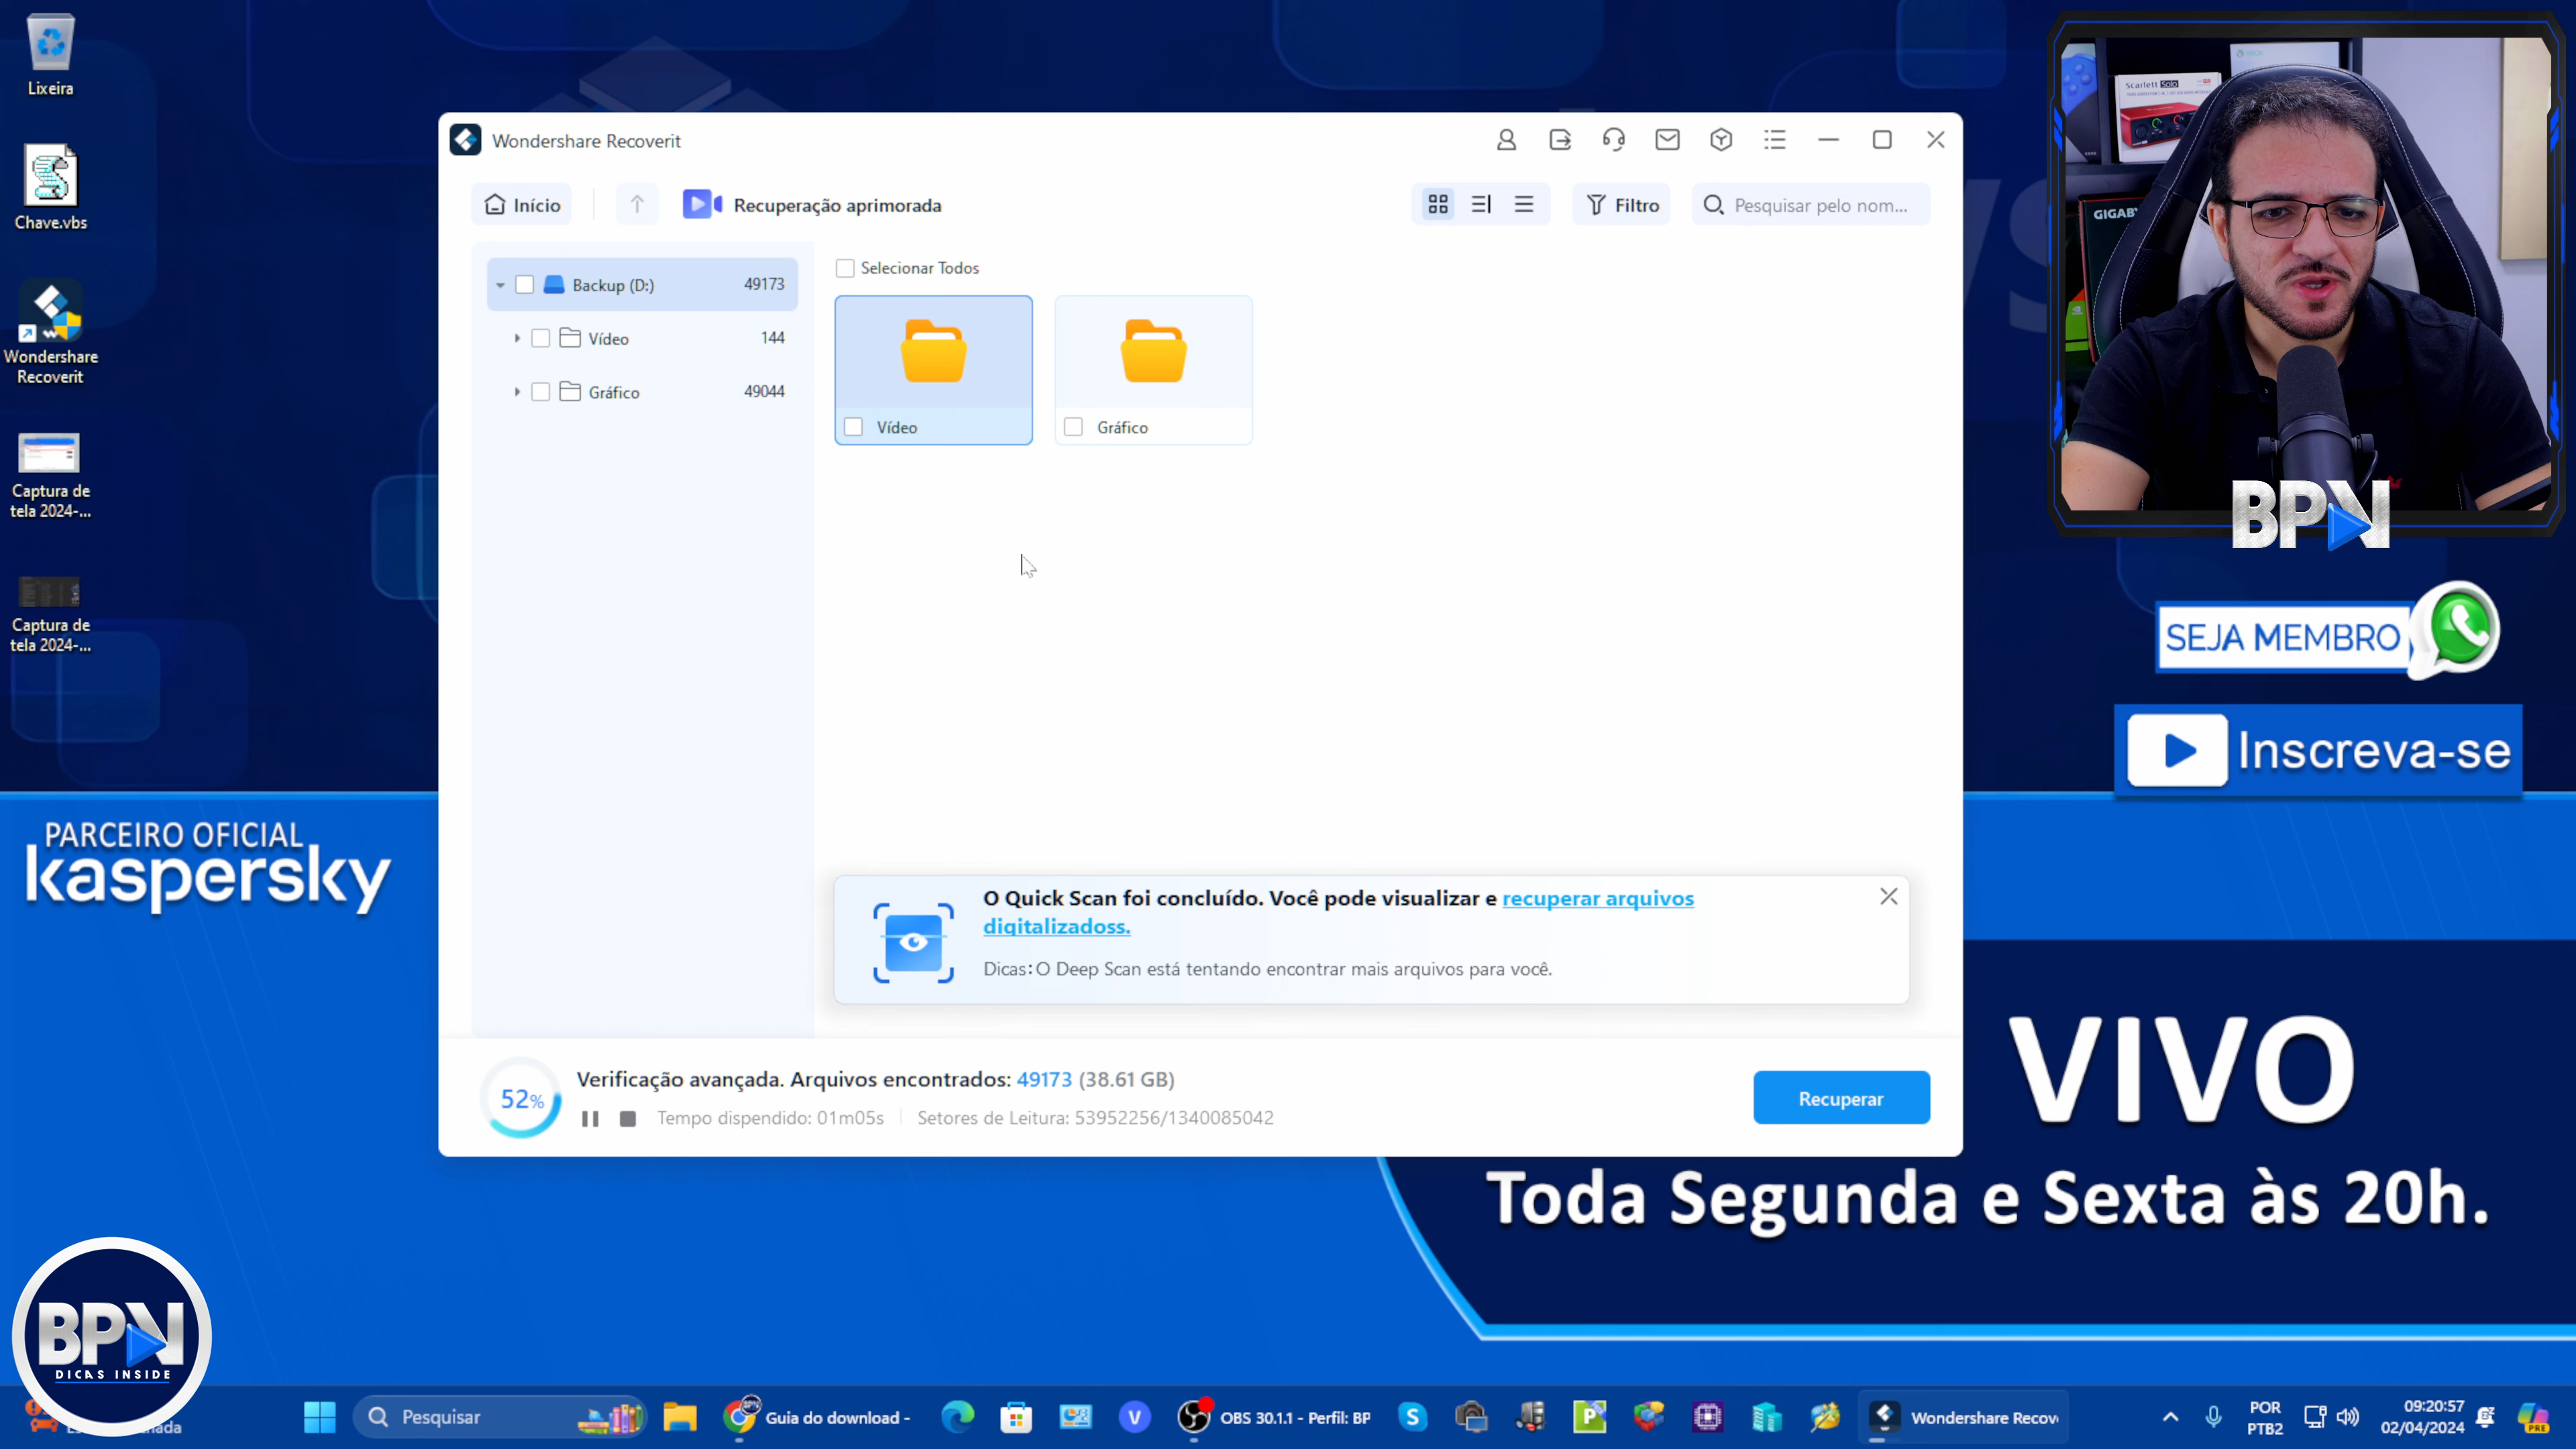 Lixeira
Chave.vbs
Wondershare
Recoverit
Captura de
tela 2024-...
Captura de
tela 2024-...
Wondershare Recoverit
Início
Recuperação aprimorada
Filtro
Pesquisar pelo nom...
Backup (D:)
49173
Vídeo
144
Gráfico
49044
Selecionar Todos
Vídeo
Gráfico
O Quick Scan foi concluído. Você pode visualizar e recuperar arquivos
digitalizadoss.
Dicas:O Deep Scan está tentando encontrar mais arquivos para você.
52%
Verificação avançada. Arquivos encontrados: 49173 (38.61 GB)
Tempo dispendido: 01m05s
Setores de Leitura: 53952256/1340085042
Recuperar
Scarlett Solo
GIGAB
BPN
SEJA MEMBRO
Inscreva-se
PARCEIRO OFICIAL
kaspersky
VIVO
Toda Segunda e Sexta às 20h.
BPN
DICAS INSIDE
Pesquisar
Guia do download -
OBS 30.1.1 - Perfil: BP
Wondershare Recov
POR
PTB2
09:20:57
02/04/2024
PRE